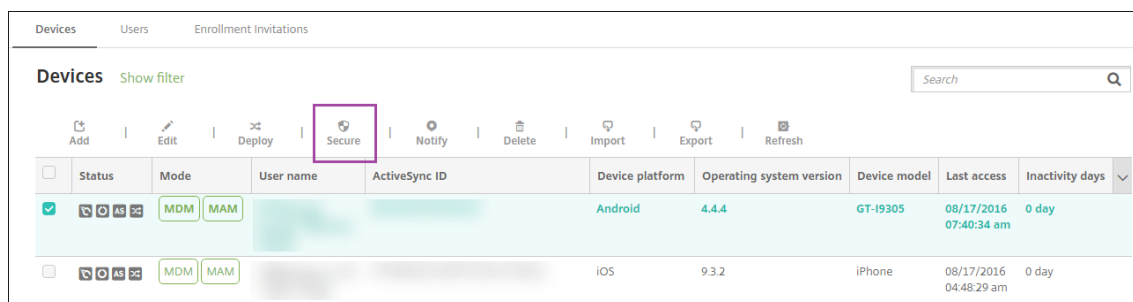 Devices Users Enrollment Invitations
Devices Show filter
Search
Add | Edit | Deploy | Secure | Notify | Delete | Import | Export | Refresh
Status Mode User name ActiveSync ID Device platform Operating system version Device model Last access Inactivity days
AS MDM MAM Android 4.4.4 GT-I9305 08/17/2016 0 day
07:40:34 am
AS MDM MAM iOS 9.3.2 iPhone 08/17/2016 0 day
04:48:29 am